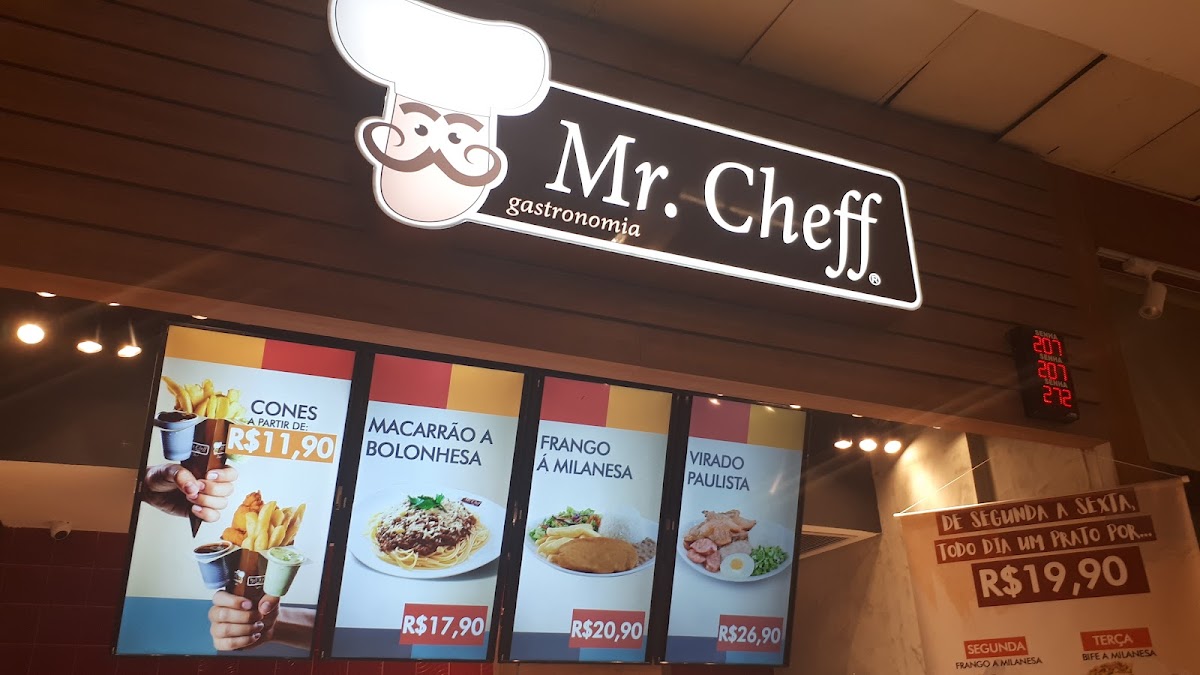 Mr. Cheff
gastronomia
®
SENHA
207
SENHA
207
SENHA
272
CONES
A PARTIR DE:
R$11,90
MACARRÃO A
BOLONHESA
R$17,90
FRANGO
Á MILANESA
R$20,90
VIRADO
PAULISTA
R$26,90
DE SEGUNDA A SEXTA,
TODO DIA UM PRATO POR...
R$19,90
SEGUNDA
FRANGO A MILANESA
TERÇA
BIFE A MILANESA